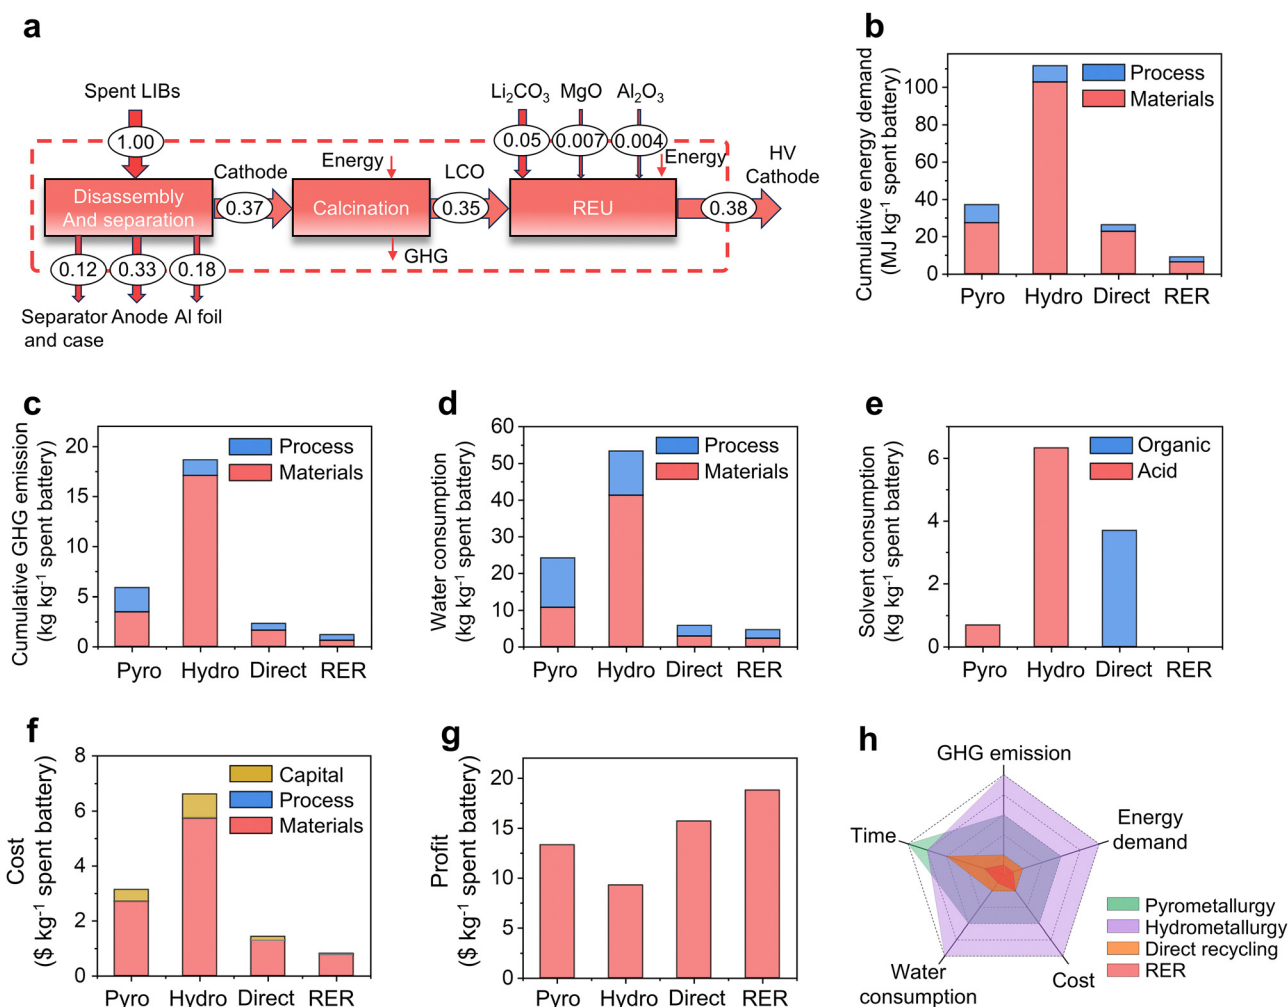 a
Spent LIBs
1.00
Li₂CO₃ MgO Al₂O₃
0.05 0.007 0.004
Cathode
Energy
LCO
Energy
HV
Cathode
Disassembly
And separation
0.37
Calcination
0.35
REU
0.38
GHG
0.12 0.33 0.18
Separator
and case
Anode
Al foil
b
Cumulative energy demand
(MJ kg⁻¹ spent battery)
100
80
60
40
20
0
Process
Materials
Pyro Hydro Direct RER
c
Cumulative GHG emission
(kg kg⁻¹ spent battery)
20
15
10
5
0
Process
Materials
Pyro Hydro Direct RER
d
Water consumption
(kg kg⁻¹ spent battery)
60
50
40
30
20
10
0
Process
Materials
Pyro Hydro Direct RER
e
Solvent consumption
(kg kg⁻¹ spent battery)
6
4
2
0
Organic
Acid
Pyro Hydro Direct RER
f
Cost
($ kg⁻¹ spent battery)
8
6
4
2
0
Capital
Process
Materials
Pyro Hydro Direct RER
g
Profit
($ kg⁻¹ spent battery)
20
15
10
5
0
Pyro Hydro Direct RER
h
GHG emission
Time
Energy
demand
Water
consumption
Cost
Pyrometallurgy
Hydrometallurgy
Direct recycling
RER